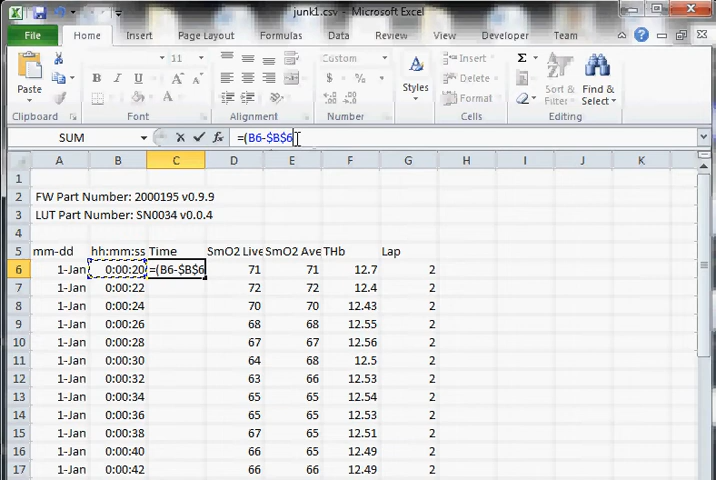 junk1.csv - Microsoft Excel
File Home Insert Page Layout Formulas Data Review View Developer Team
Paste
11
Custom
Insert
Delete
Format
Styles
Sort & Filter
Find & Select
Clipboard Font Alignment Number Cells Editing
SUM =(B6-$B$6
A B C D E F G H I
1
2 FW Part Number: 2000195 v0.9.9
3 LUT Part Number: SN0034 v0.0.4
4
5 mm-dd hh:mm:ss Time SmO2 Live SmO2 Ave THb Lap
6 1-Jan 0:00:20 =(B6-$B$6 71 71 12.7 2
7 1-Jan 0:00:22 72 72 12.4 2
8 1-Jan 0:00:24 70 70 12.43 2
9 1-Jan 0:00:26 68 68 12.55 2
10 1-Jan 0:00:28 67 67 12.56 2
11 1-Jan 0:00:30 64 68 12.5 2
12 1-Jan 0:00:32 63 66 12.53 2
13 1-Jan 0:00:34 65 65 12.54 2
14 1-Jan 0:00:36 65 65 12.53 2
15 1-Jan 0:00:38 67 65 12.51 2
16 1-Jan 0:00:40 66 65 12.49 2
17 1-Jan 0:00:42 66 66 12.49 2